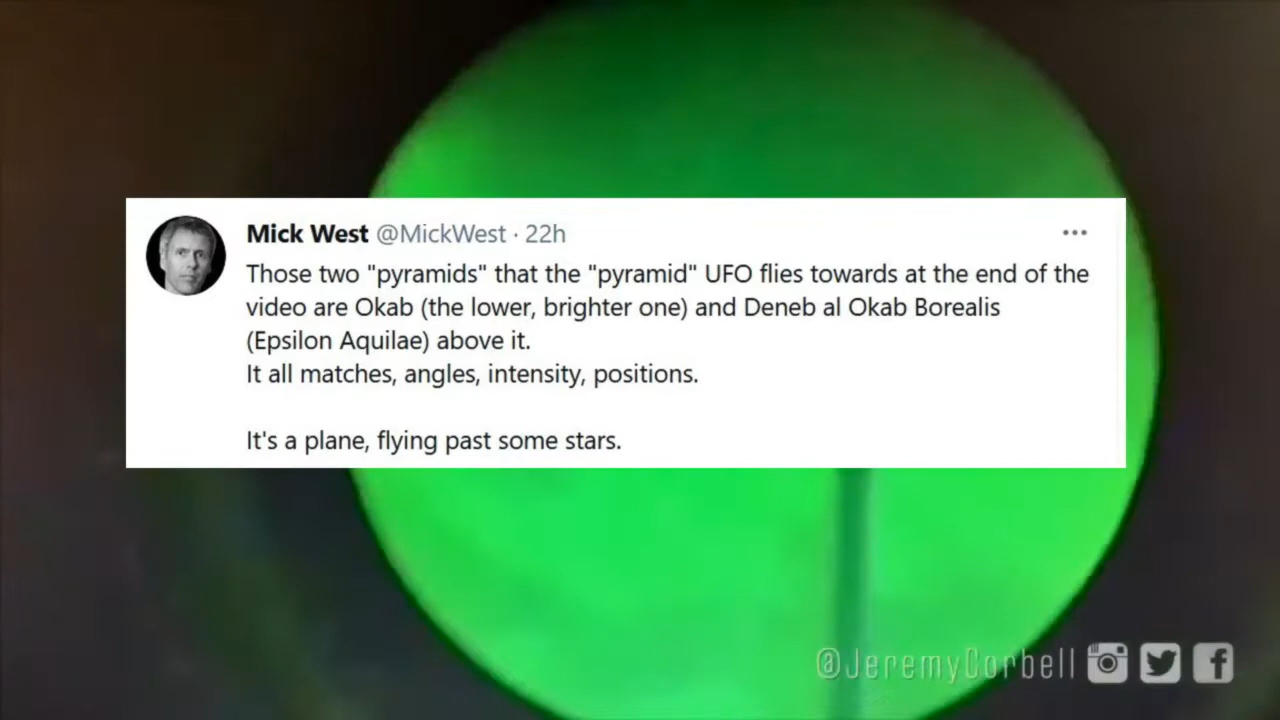 Mick West @MickWest · 22h
Those two "pyramids" that the "pyramid" UFO flies towards at the end of the
video are Okab (the lower, brighter one) and Deneb al Okab Borealis
(Epsilon Aquilae) above it.
It all matches, angles, intensity, positions.
It's a plane, flying past some stars.
@JeremyCorbell